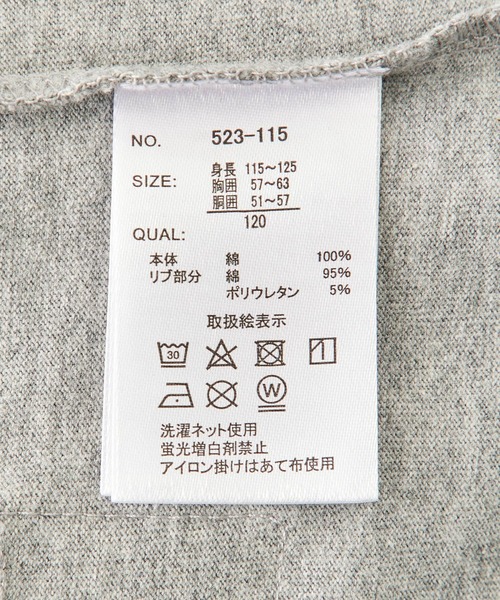 NO. 523-115
身長 115~125
SIZE: 胸囲 57~63
胴囲 51~57
120
QUAL:
本体 綿 100%
リブ部分 綿 95%
ポリウレタン 5%
取扱絵表示
30
W
洗濯ネット使用
蛍光増白剤禁止
アイロン掛けはあて布使用